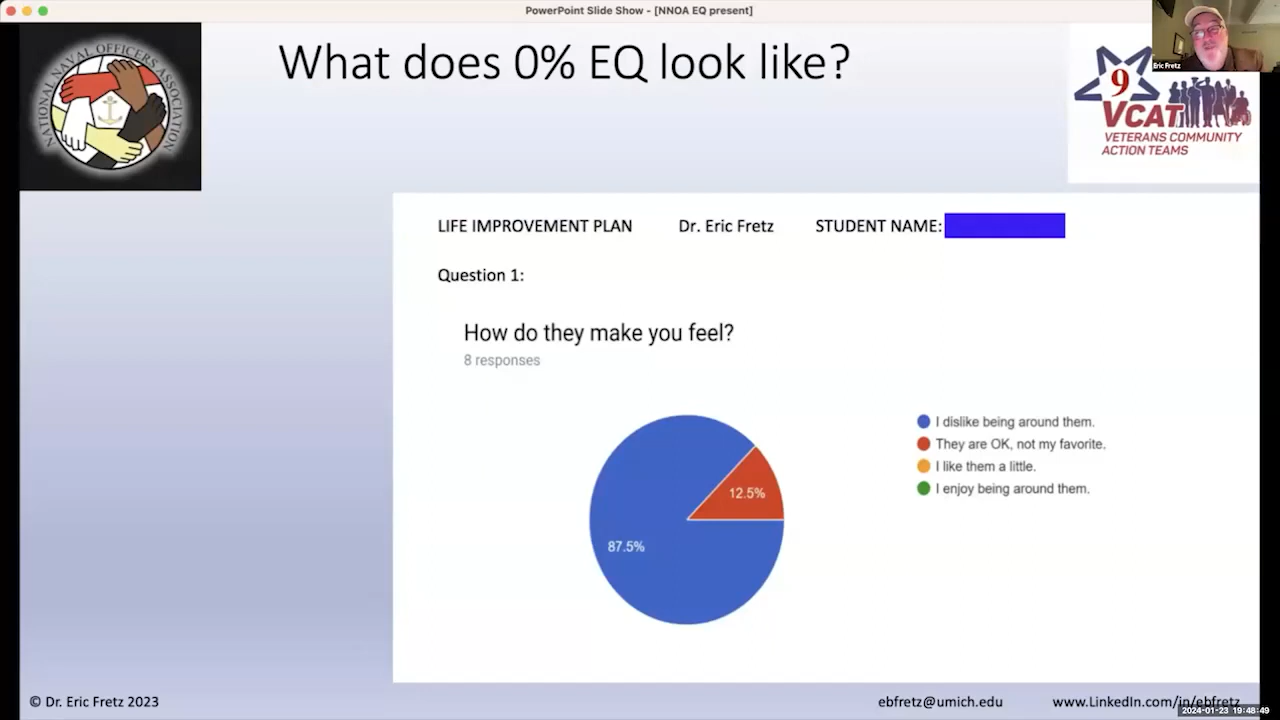 PowerPoint Slide Show - [NNOA EQ present]
NATIONAL NAVAL OFFICERS ASSOCIATION
What does 0% EQ look like?
Eric Fretz
9
VCAT
VETERANS COMMUNITY
ACTION TEAMS
LIFE IMPROVEMENT PLAN Dr. Eric Fretz STUDENT NAME:
Question 1:
How do they make you feel?
8 responses
I dislike being around them.
They are OK, not my favorite.
I like them a little.
I enjoy being around them.
12.5%
87.5%
© Dr. Eric Fretz 2023 ebfretz@umich.edu www.LinkedIn.com/in/ebfretz
2024-01-23 19:48:49